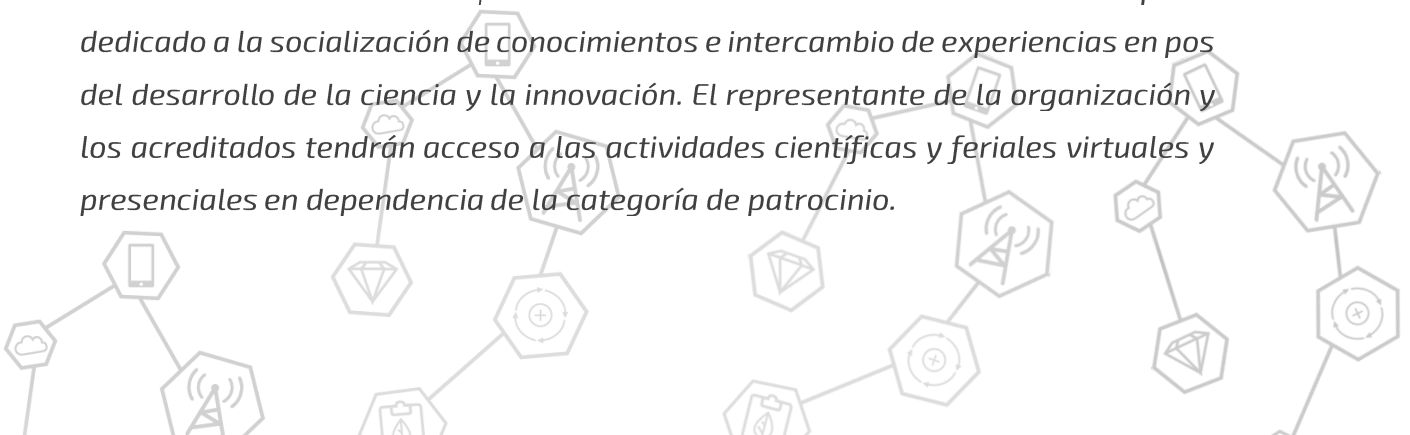 dedicado a la socialización de conocimientos e intercambio de experiencias en pos
del desarrollo de la ciencia y la innovación. El representante de la organización y
los acreditados tendrán acceso a las actividades científicas y feriales virtuales y
presenciales en dependencia de la categoría de patrocinio.